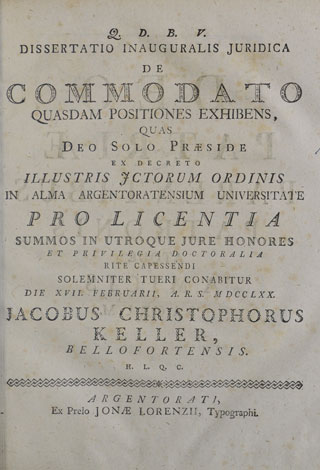 Q. D. B. V.
DISSERTATIO INAUGURALIS JURIDICA
DE
COMMODATO
QUASDAM POSITIONES EXHIBENS,
QUAS
DEO SOLO PRÆSIDE
EX DECRETO
ILLUSTRIS JCTORUM ORDINIS
IN ALMA ARGENTORATENSIUM UNIVERSITATE
PRO LICENTIA
SUMMOS IN UTROQUE JURE HONORES
ET PRIVILEGIA DOCTORALIA
RITE CAPESSENDI
SOLEMNITER TUERI CONABITUR
DIE XVII. FEBRUARII, A.R.S. MDCCLXX.
JACOBUS CHRISTOPHORUS
KELLER,
BELLOFORTENSIS.
H. L. Q. C.
ARGENTORATI,
Ex Prelo JONÆ LORENZII, Typographi.